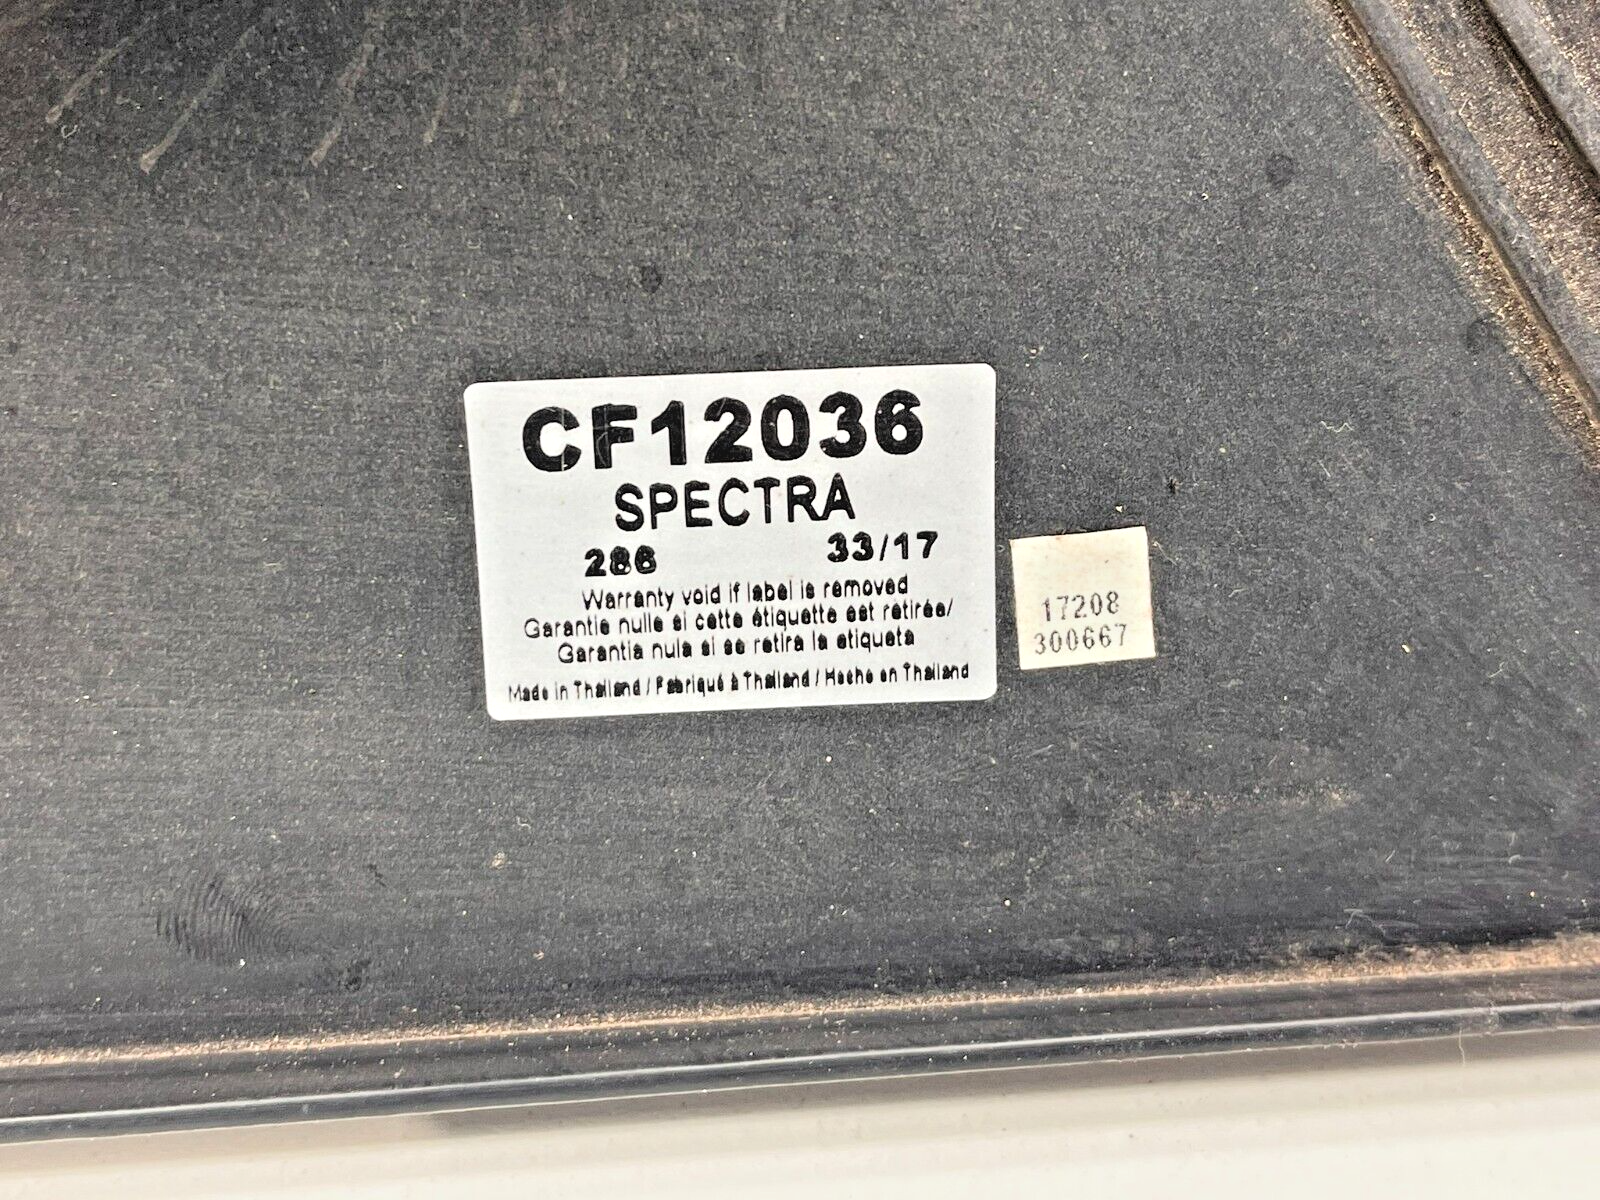 CF12036
SPECTRA
286 33/17
Warranty void if label is removed
Garantie nulle si cette étiquette est retirée/
Garantia nula si se retira la etiqueta
Made in Thailand / Fabriqué à Thailand / Hecho en Thailand
17208
300667